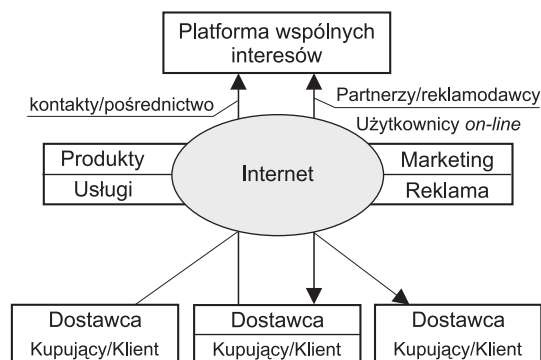 Platforma wspólnych
interesów
kontakty/pośrednictwo
Partnerzy/reklamodawcy
Użytkownicy on-line
Produkty
Usługi
Internet
Marketing
Reklama
Dostawca
Kupujący/Klient
Dostawca
Kupujący/Klient
Dostawca
Kupujący/Klient